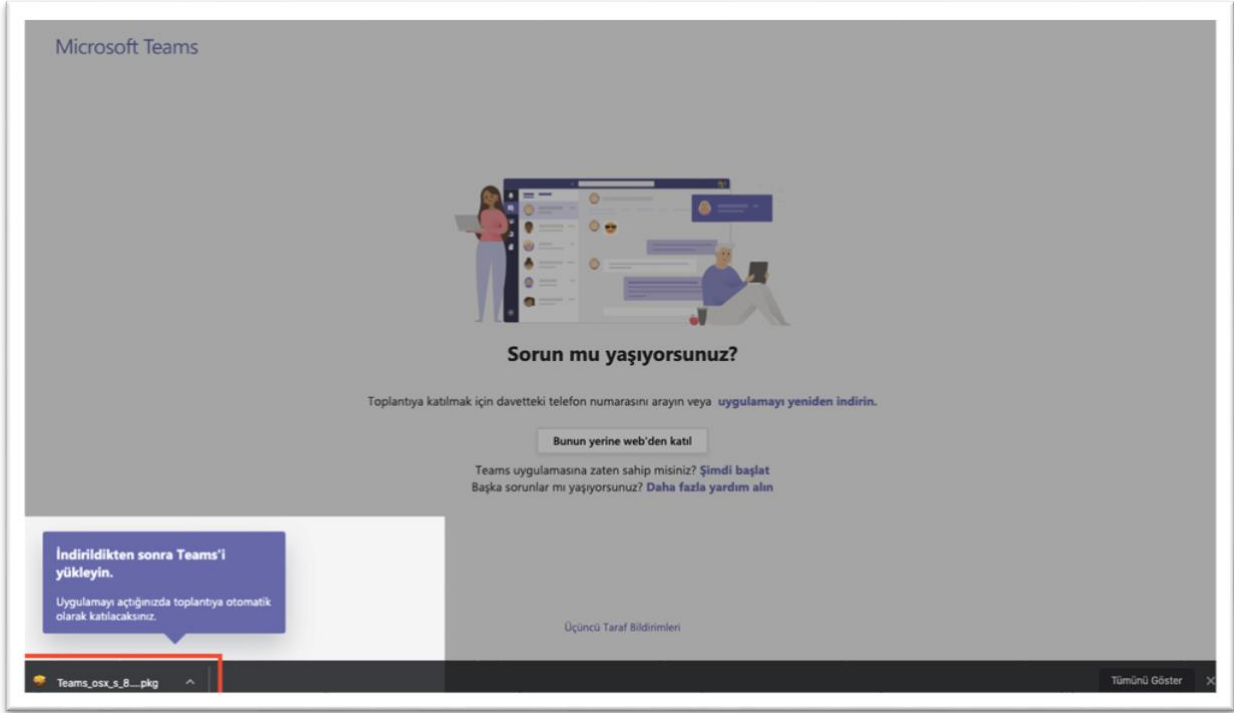 Microsoft Teams
Sorun mu yaşıyorsunuz?
Toplantıya katılmak için davetteki telefon numarasını arayın veya uygulamayı yeniden indirin.
Bunun yerine web'den katıl
Teams uygulamasına zaten sahip misiniz? Şimdi başlat
Başka sorunlar mı yaşıyorsunuz? Daha fazla yardım alın
İndirildikten sonra Teams'i
yükleyin.
Uygulamayı açtığınızda toplantıya otomatik
olarak katılacaksınız.
Üçüncü Taraf Bildirimleri
Teams_osx_s_8....pkg
Tümünü Göster